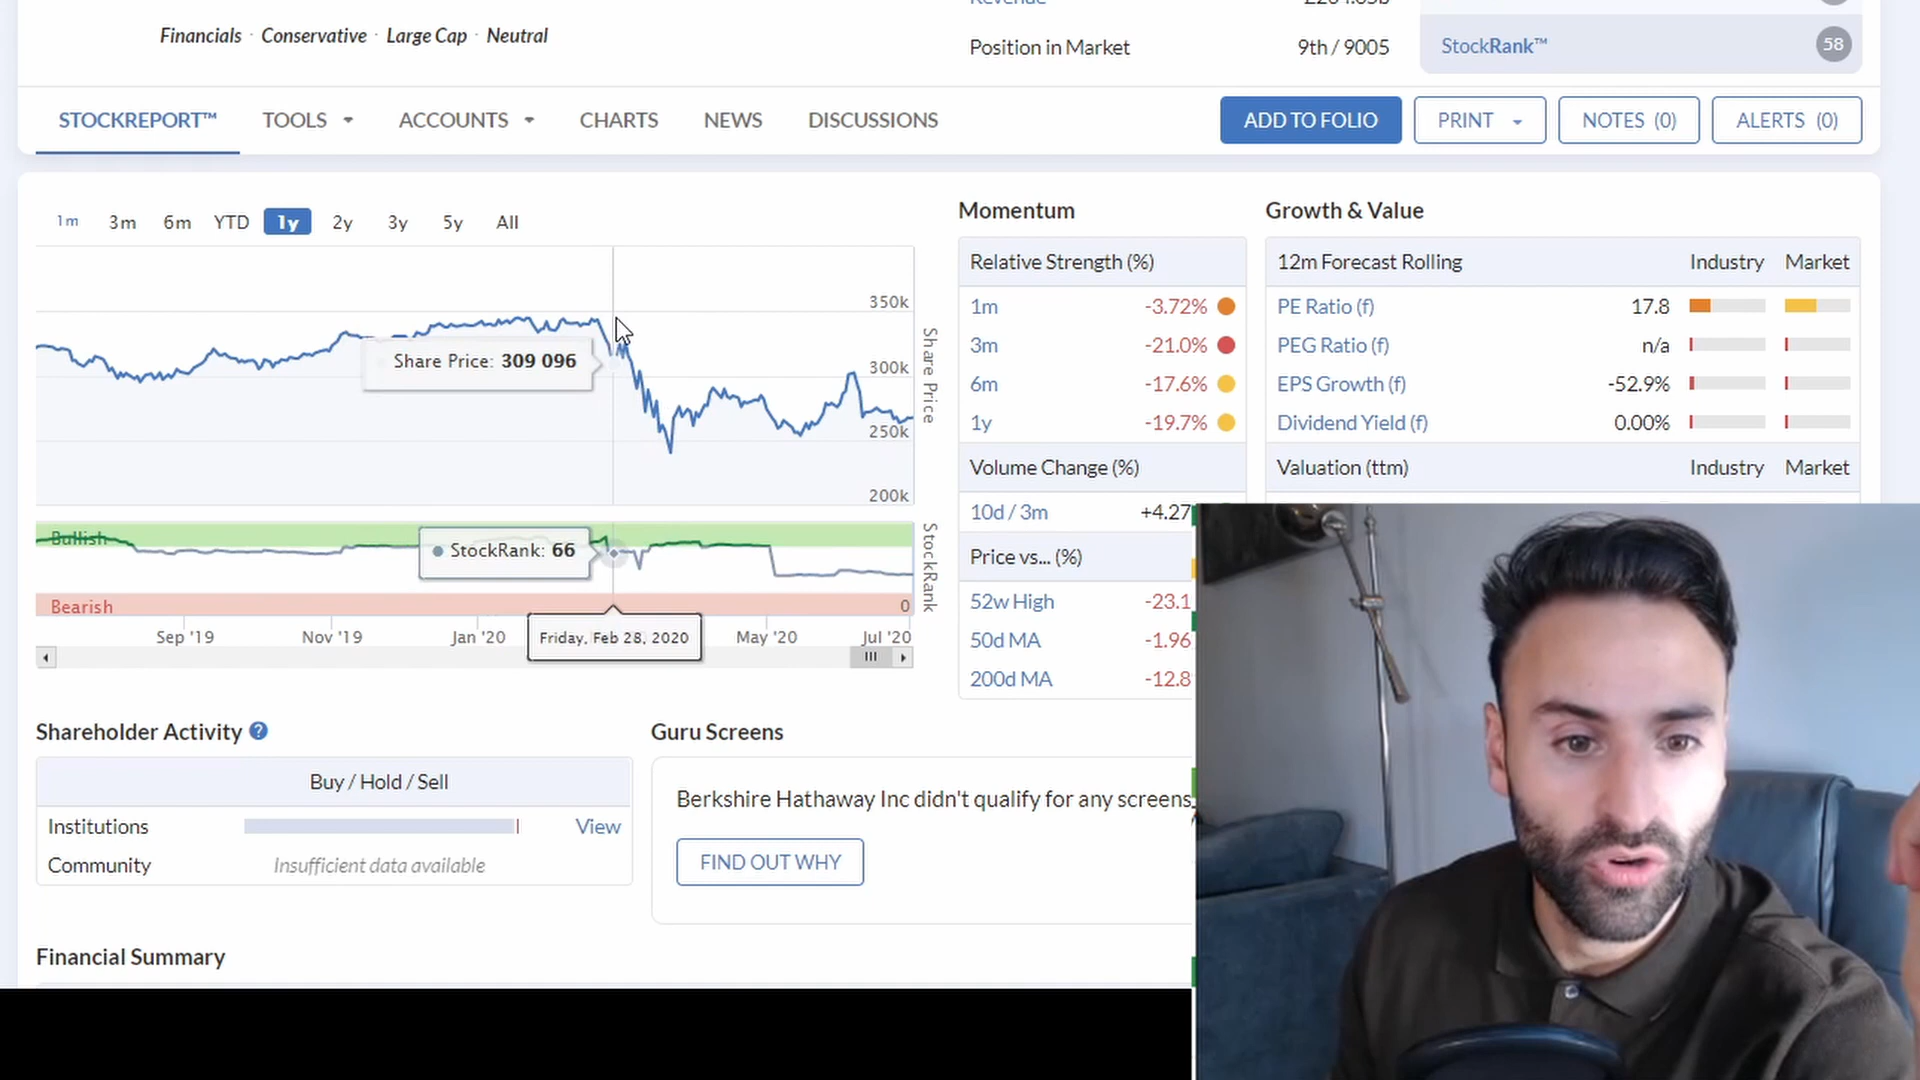 Financials · Conservative · Large Cap · Neutral
Revenue
Position in Market 9th / 9005
StockRank™ 58
STOCKREPORT™ TOOLS ACCOUNTS CHARTS NEWS DISCUSSIONS
ADD TO FOLIO PRINT NOTES (0) ALERTS (0)
1m 3m 6m YTD 1y 2y 3y 5y All
350k
300k
250k
200k
Share Price
Share Price: 309 096
Bullish
StockRank: 66
Bearish
0
StockRank
Sep '19 Nov '19 Jan '20 Friday, Feb 28, 2020 May '20 Jul '20
Momentum
Relative Strength (%)
1m -3.72%
3m -21.0%
6m -17.6%
1y -19.7%
Volume Change (%)
10d / 3m +4.27
Price vs... (%)
52w High -23.1
50d MA -1.96
200d MA -12.8
Growth & Value
12m Forecast Rolling Industry Market
PE Ratio (f) 17.8
PEG Ratio (f) n/a
EPS Growth (f) -52.9%
Dividend Yield (f) 0.00%
Valuation (ttm) Industry Market
Shareholder Activity ?
Buy / Hold / Sell
Institutions View
Community Insufficient data available
Guru Screens
Berkshire Hathaway Inc didn't qualify for any screens
FIND OUT WHY
Financial Summary